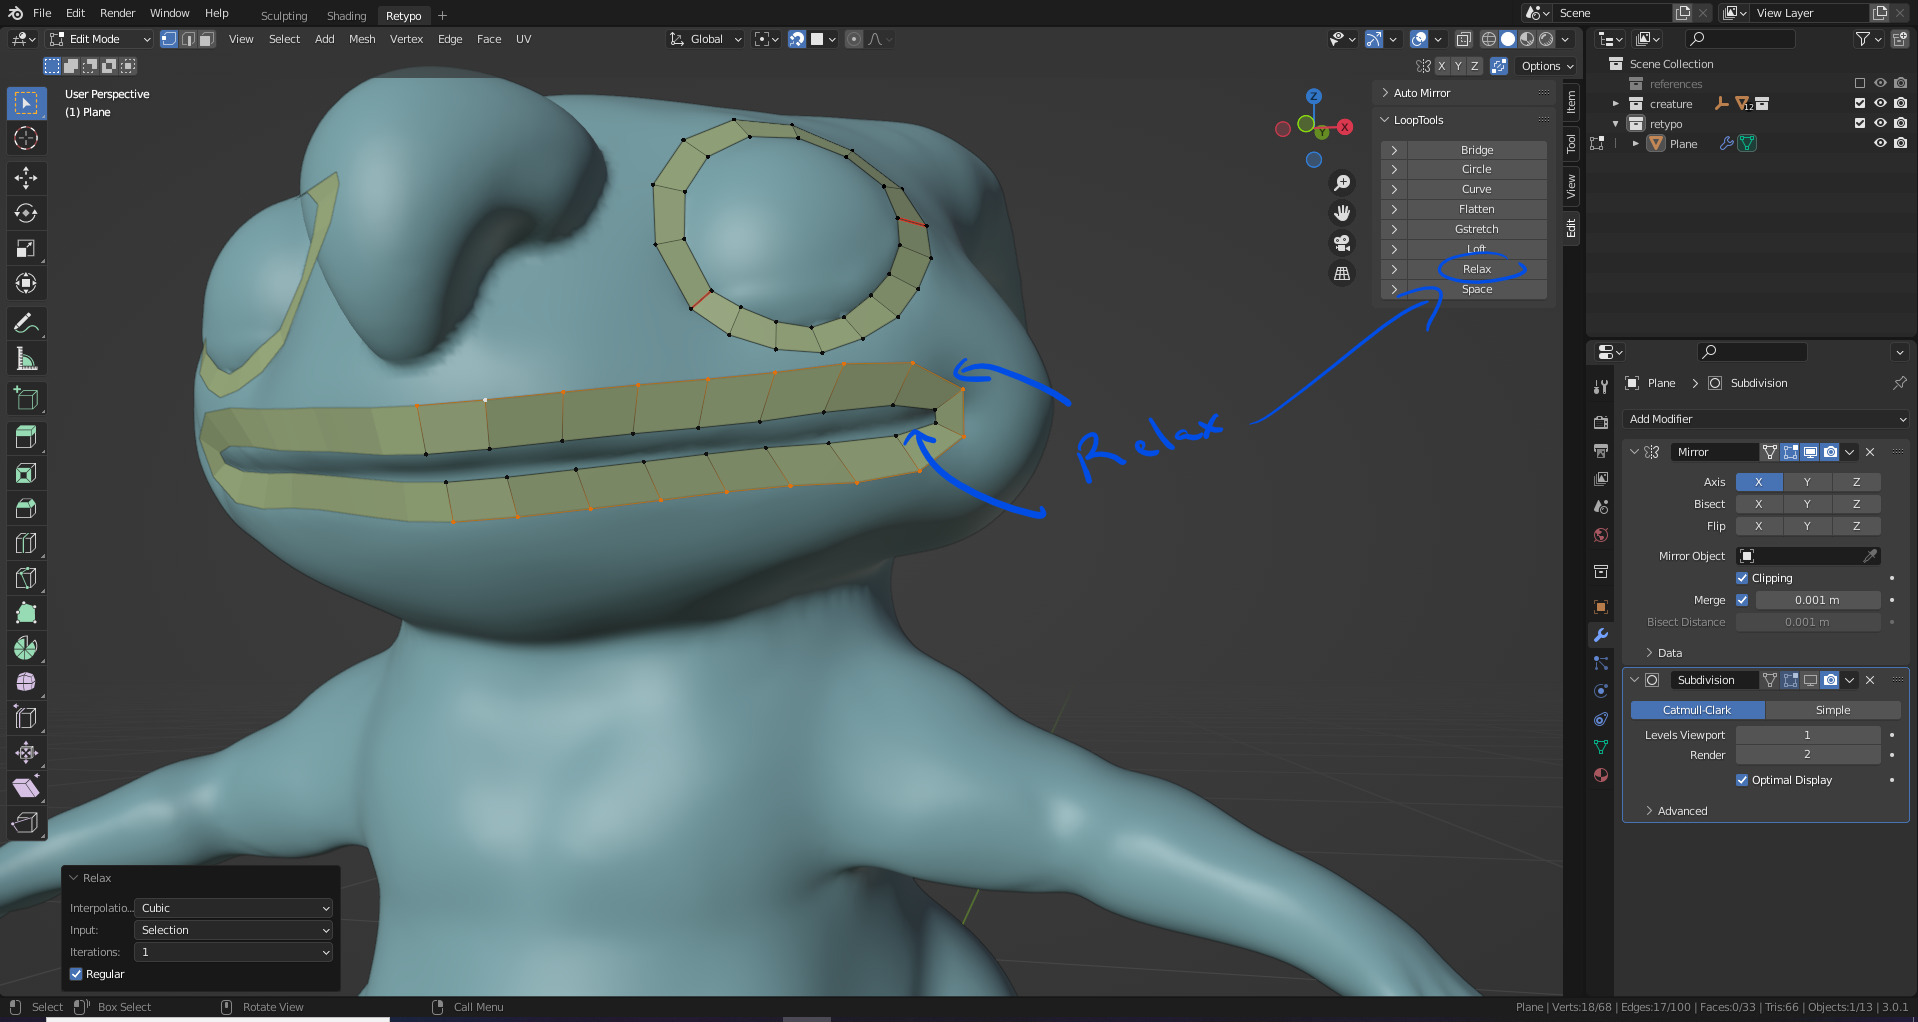 File Edit Render Window Help Sculpting Shading Retypo + Scene View Layer
Edit Mode View Select Add Mesh Vertex Edge Face UV Global
X Y Z Options
User Perspective
(1) Plane
Z
X
Y
Auto Mirror
LoopTools
Bridge
Circle
Curve
Flatten
Gstretch
Loft
Relax
Space
Item
Tool
View
Edit
Relax
Scene Collection
references
creature 12
retypo
Plane
Plane > Subdivision
Add Modifier
Mirror
Axis X Y Z
Bisect X Y Z
Flip X Y Z
Mirror Object
Clipping
Merge 0.001 m
Bisect Distance 0.001 m
Data
Subdivision
Catmull-Clark Simple
Levels Viewport 1
Render 2
Optimal Display
Advanced
Relax
Interpolatio... Cubic
Input: Selection
Iterations: 1
Regular
Select Box Select Rotate View Call Menu Plane | Verts:18/68 | Edges:17/100 | Faces:0/33 | Tris:66 | Objects:1/13 | 3.0.1